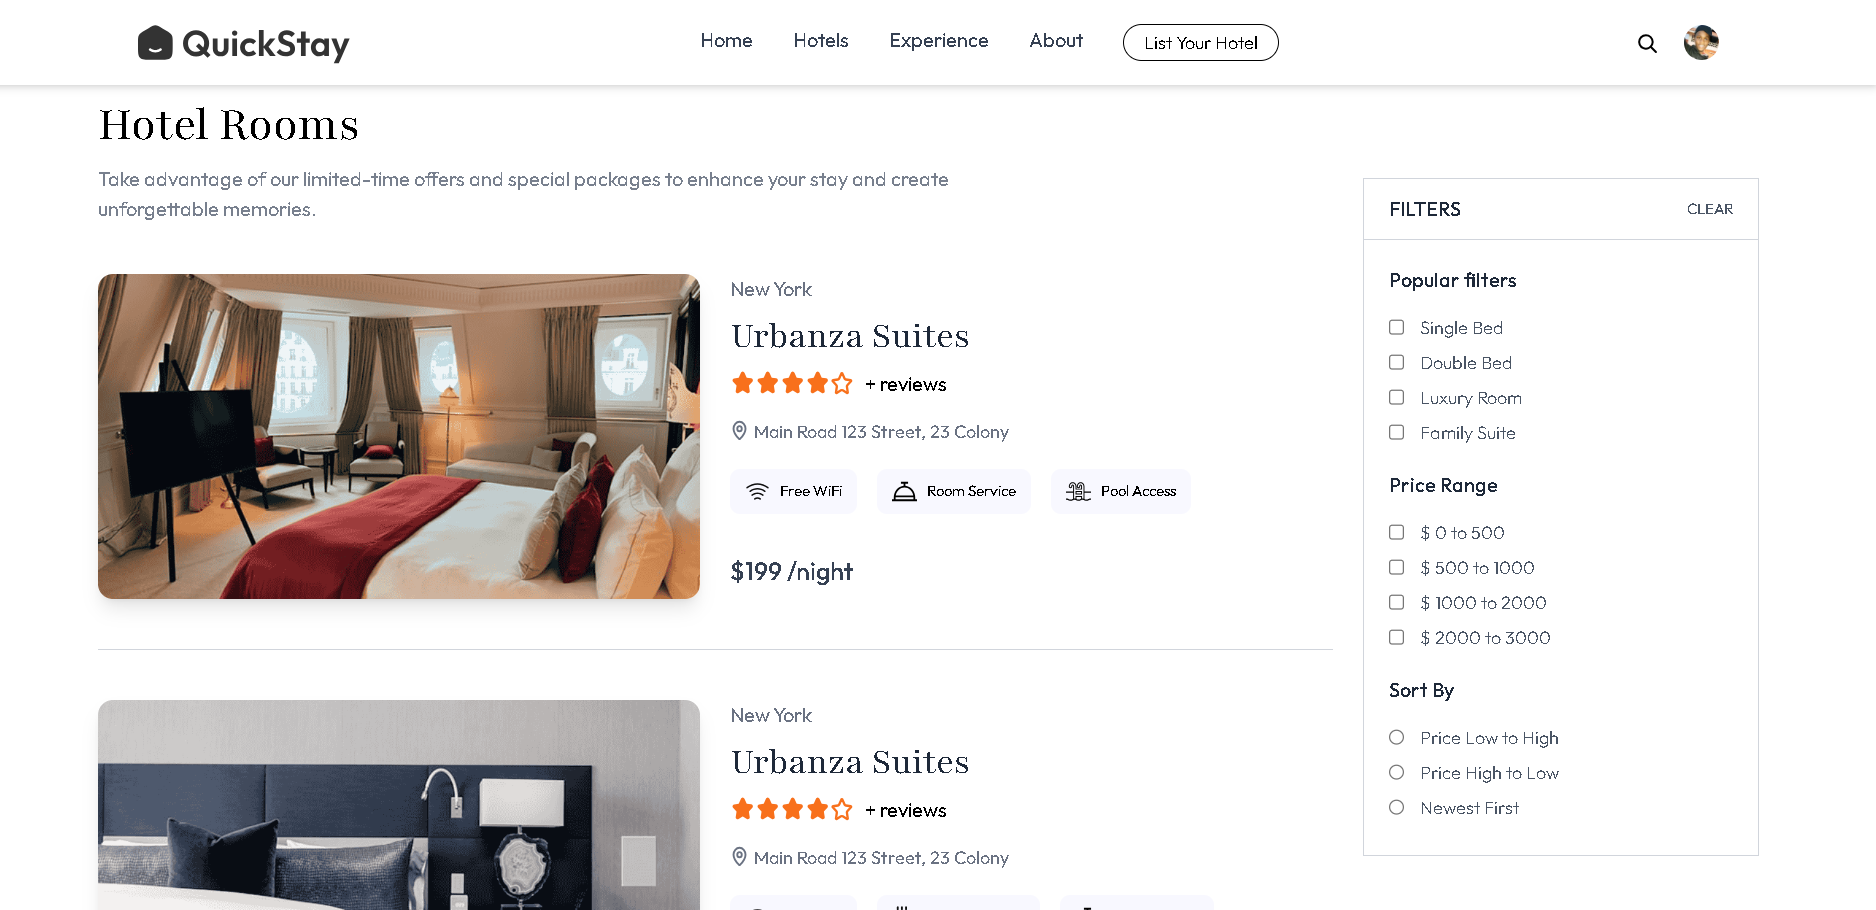 QuickStay
Home
Hotels
Experience
About
List Your Hotel
Hotel Rooms
Take advantage of our limited-time offers and special packages to enhance your stay and create
unforgettable memories.
New York
Urbanza Suites
+ reviews
Main Road 123 Street, 23 Colony
Free WiFi
Room Service
Pool Access
$199 /night
New York
Urbanza Suites
+ reviews
Main Road 123 Street, 23 Colony
FILTERS
CLEAR
Popular filters
Single Bed
Double Bed
Luxury Room
Family Suite
Price Range
$ 0 to 500
$ 500 to 1000
$ 1000 to 2000
$ 2000 to 3000
Sort By
Price Low to High
Price High to Low
Newest First